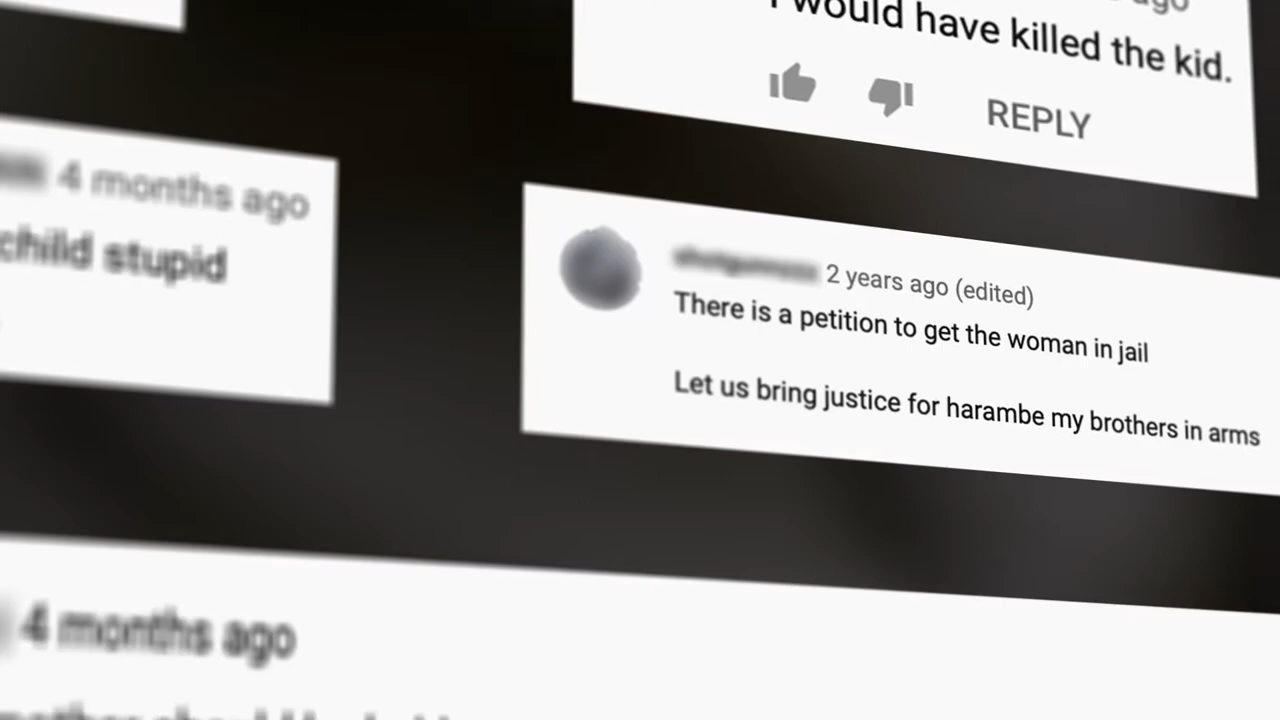 ago
I would have killed the kid.
REPLY
4 months ago
child stupid
2 years ago (edited)
There is a petition to get the woman in jail
Let us bring justice for harambe my brothers in arms
4 months ago